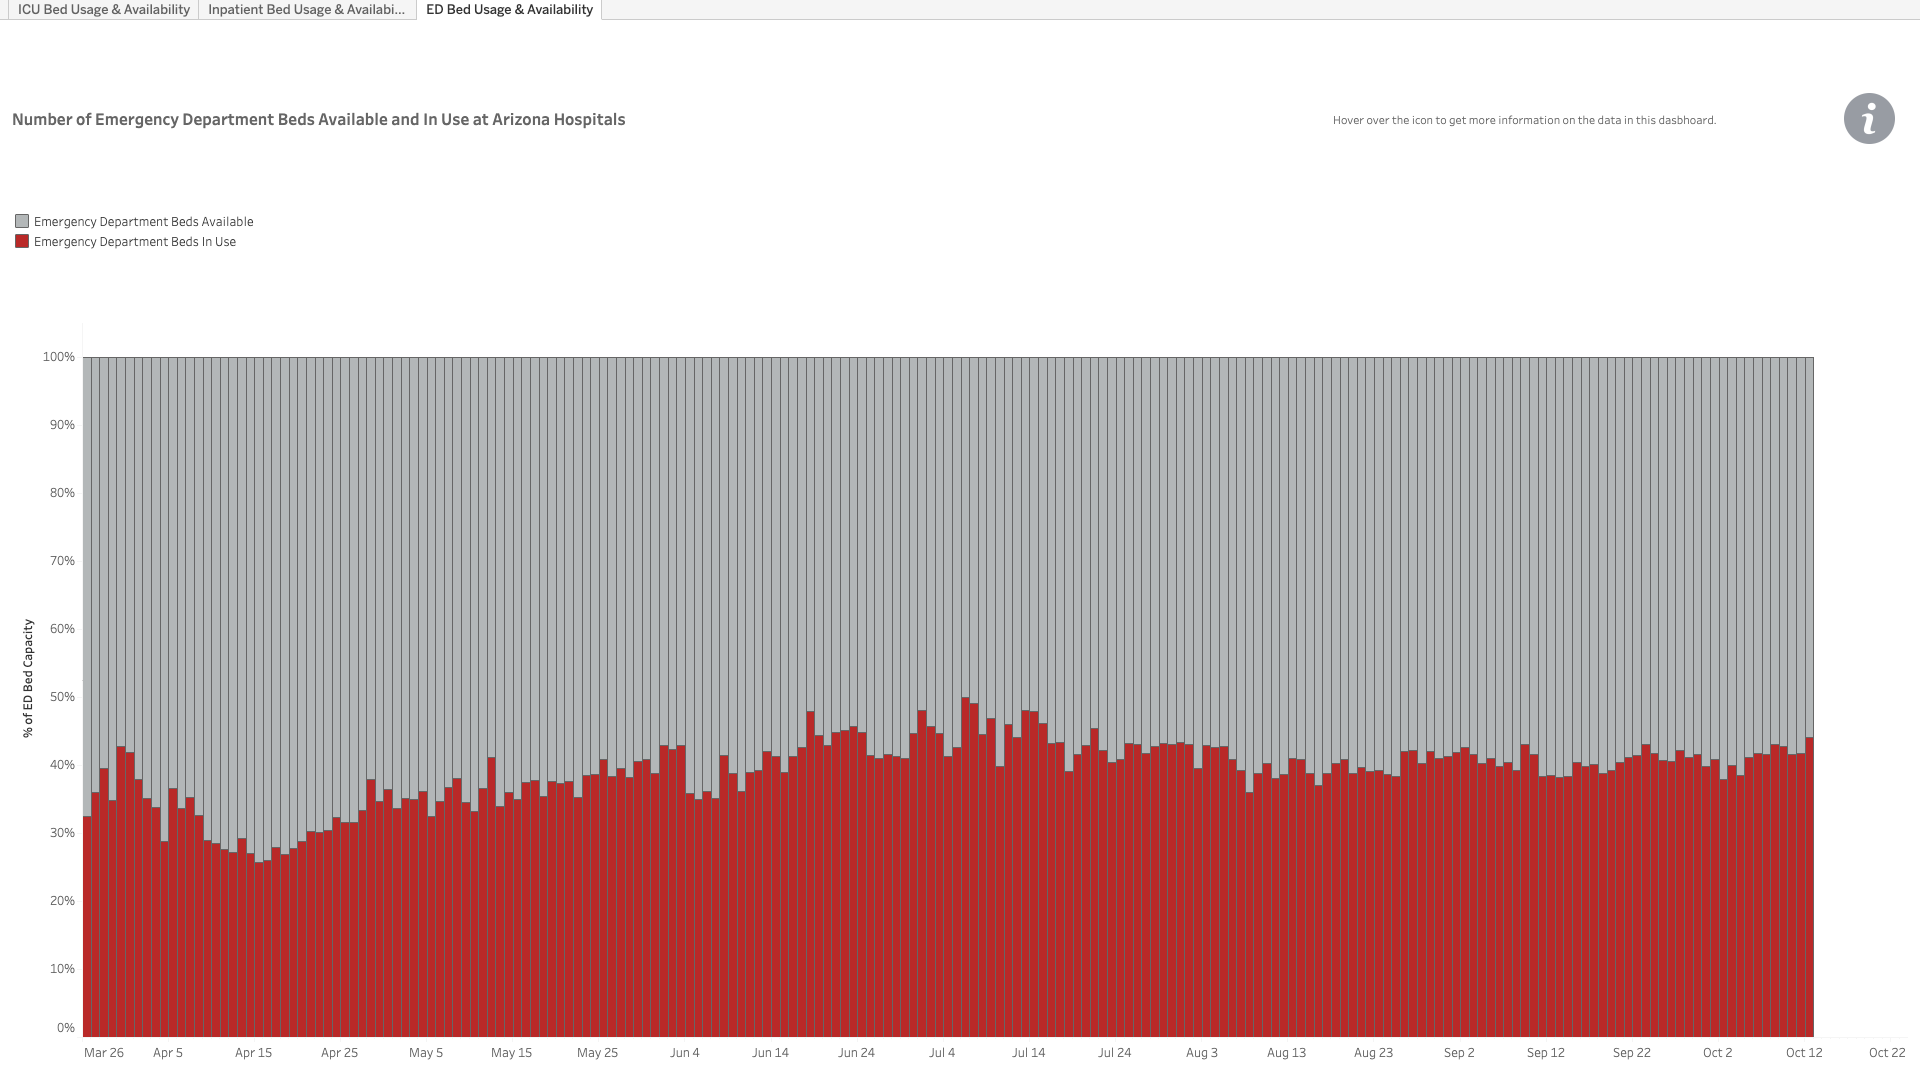 ICU Bed Usage & Availability
Inpatient Bed Usage & Availabi...
ED Bed Usage & Availability
Number of Emergency Department Beds Available and In Use at Arizona Hospitals
Hover over the icon to get more information on the data in this dasbhoard.
i
Emergency Department Beds Available
Emergency Department Beds In Use
% of ED Bed Capacity
100%
90%
80%
70%
60%
50%
40%
30%
20%
10%
0%
Mar 26
Apr 5
Apr 15
Apr 25
May 5
May 15
May 25
Jun 4
Jun 14
Jun 24
Jul 4
Jul 14
Jul 24
Aug 3
Aug 13
Aug 23
Sep 2
Sep 12
Sep 22
Oct 2
Oct 12
Oct 22